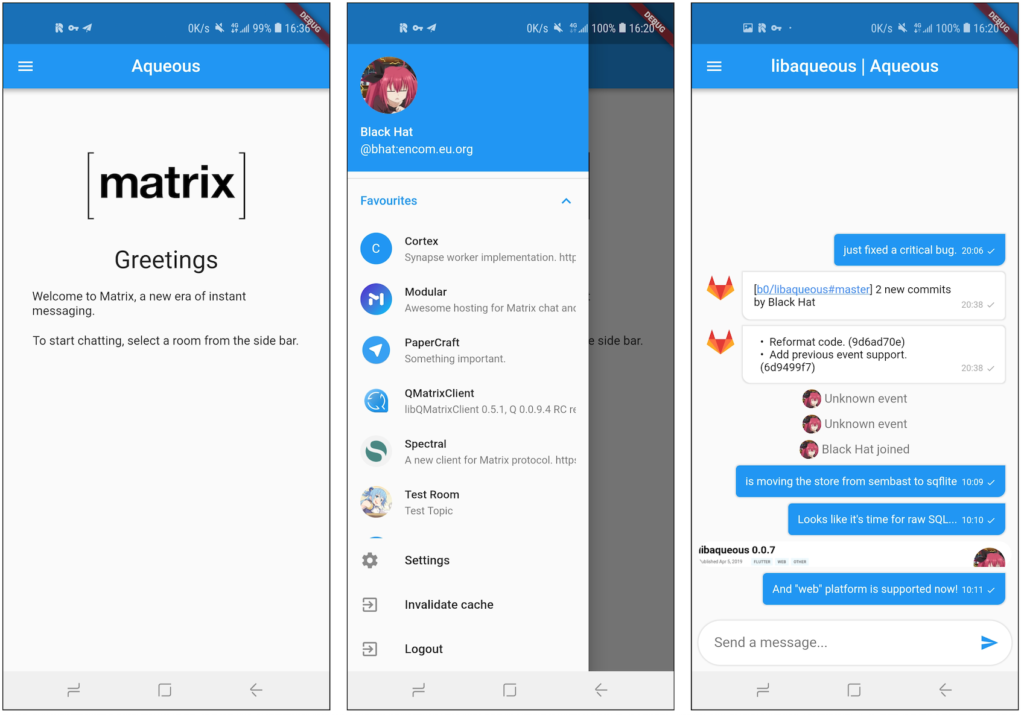 0K/s 4G 99% 16:36
DEBUG
Aqueous
[matrix]
Greetings
Welcome to Matrix, a new era of instant
messaging.
To start chatting, select a room from the side bar.
0K/s 4G 100% 16:20
DEBUG
Black Hat
@bhat:encom.eu.org
Favourites
C
Cortex
Synapse worker implementation. http
Modular
Awesome hosting for Matrix chat and
PaperCraft
Something important.
e side bar.
QMatrixClient
libQMatrixClient 0.5.1, Q 0.0.9.4 RC re
Spectral
A new client for Matrix protocol. https
Test Room
Test Topic
Settings
Invalidate cache
Logout
0K/s 4G 100% 16:20
DEBUG
libaqueous | Aqueous
just fixed a critical bug. 20:06
[b0/libaqueous#master] 2 new commits
by Black Hat
20:38
• Reformat code. (9d6ad70e)
• Add previous event support.
(6d9499f7)
20:38
Unknown event
Unknown event
Black Hat joined
is moving the store from sembast to sqflite 10:09
Looks like it's time for raw SQL... 10:10
libaqueous 0.0.7
Published Apr 5, 2019 FLUTTER WEB OTHER
And "web" platform is supported now! 10:11
Send a message...